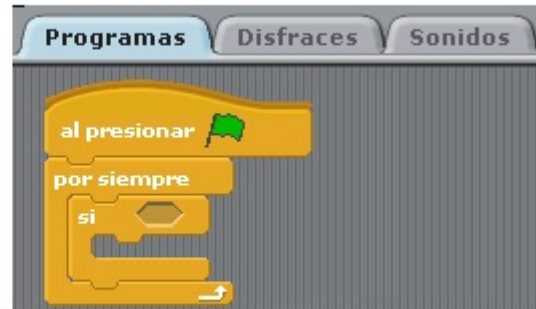 Programas Disfraces Sonidos
al presionar
por siempre
si